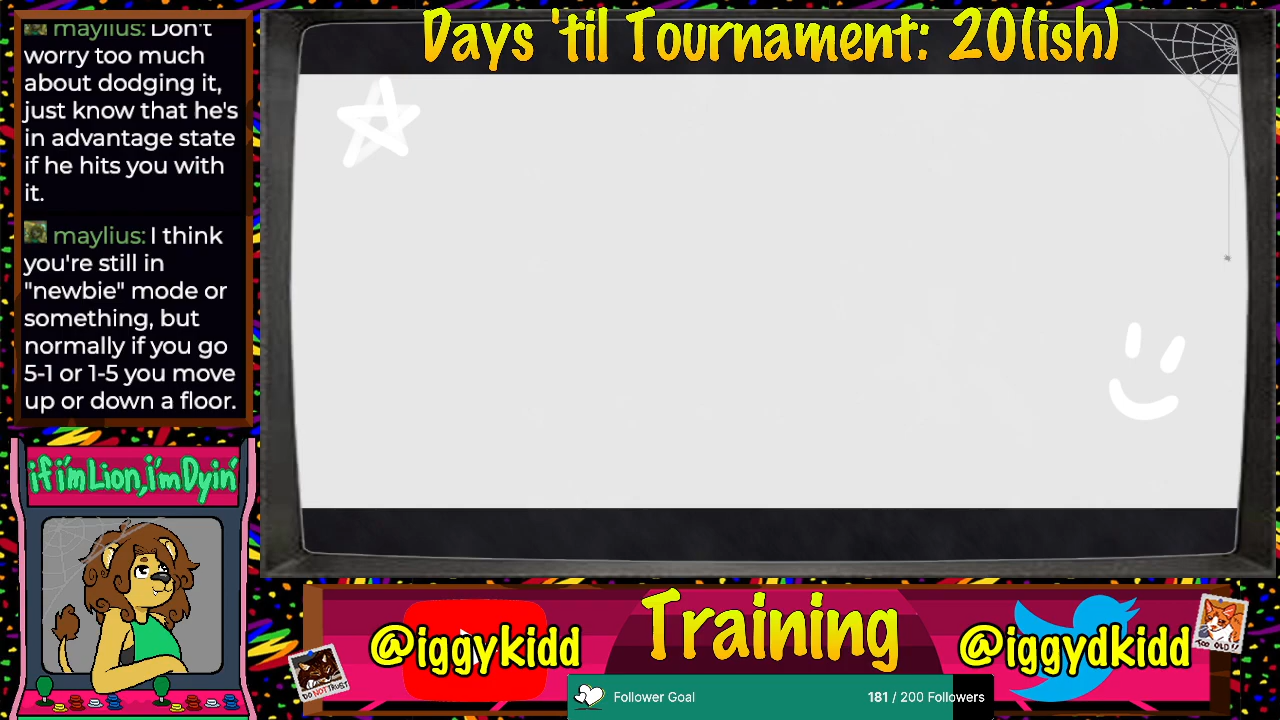 maylius: Don't
worry too much
about dodging it,
just know that he's
in advantage state
if he hits you with
it.
maylius: I think
you're still in
"newbie" mode or
something, but
normally if you go
5-1 or 1-5 you move
up or down a floor.
Days 'til Tournament: 20(ish)
if i'm Lion, i'm Dyin'
@iggykidd
Training
@iggydkidd
DO NOT TRUST
TOO OLD !!
Follower Goal
181 / 200 Followers